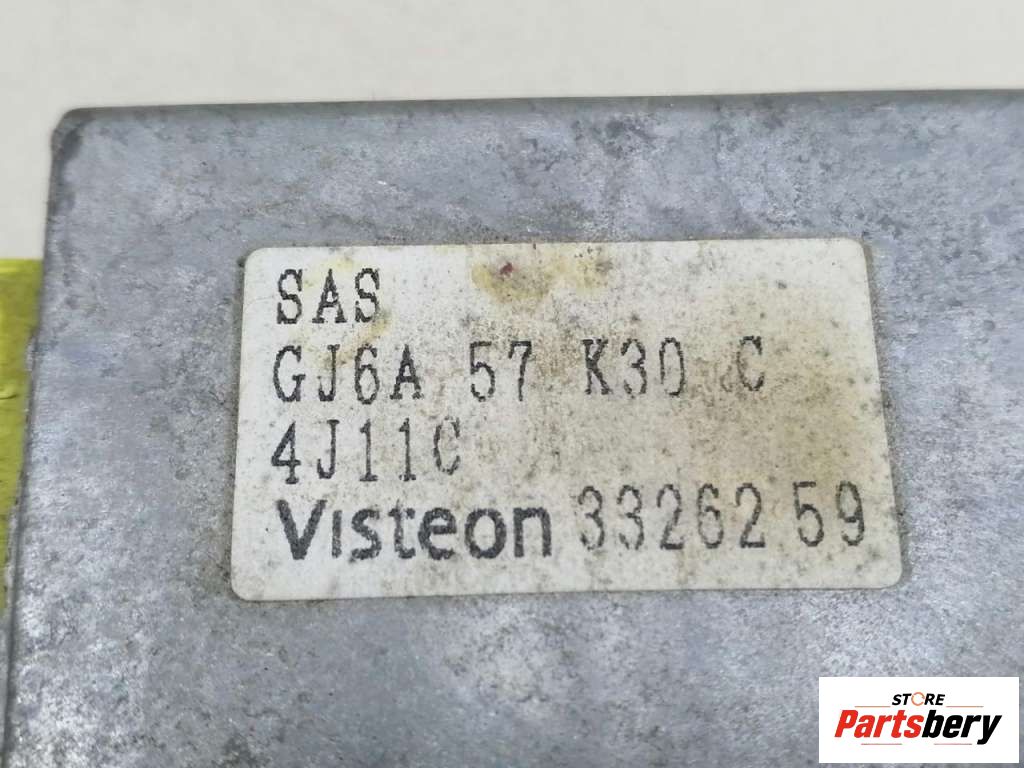 SAS
GJ6A 57 K30 C
4J11C
Visteon 3326259
STORE
Partsbery